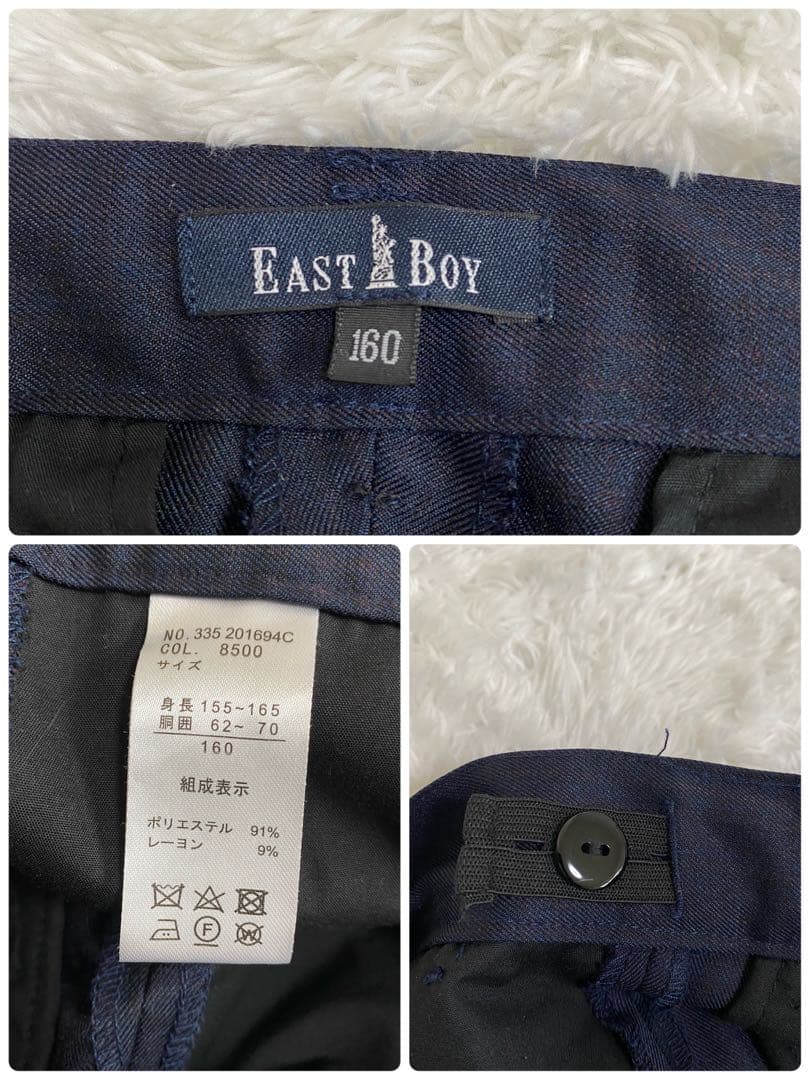 EAST BOY
160
NO. 335 201694C
COL. 8500
サイズ
身長 155~165
胴囲 62~ 70
160
組成表示
ポリエステル 91%
レーヨン 9%
F
W